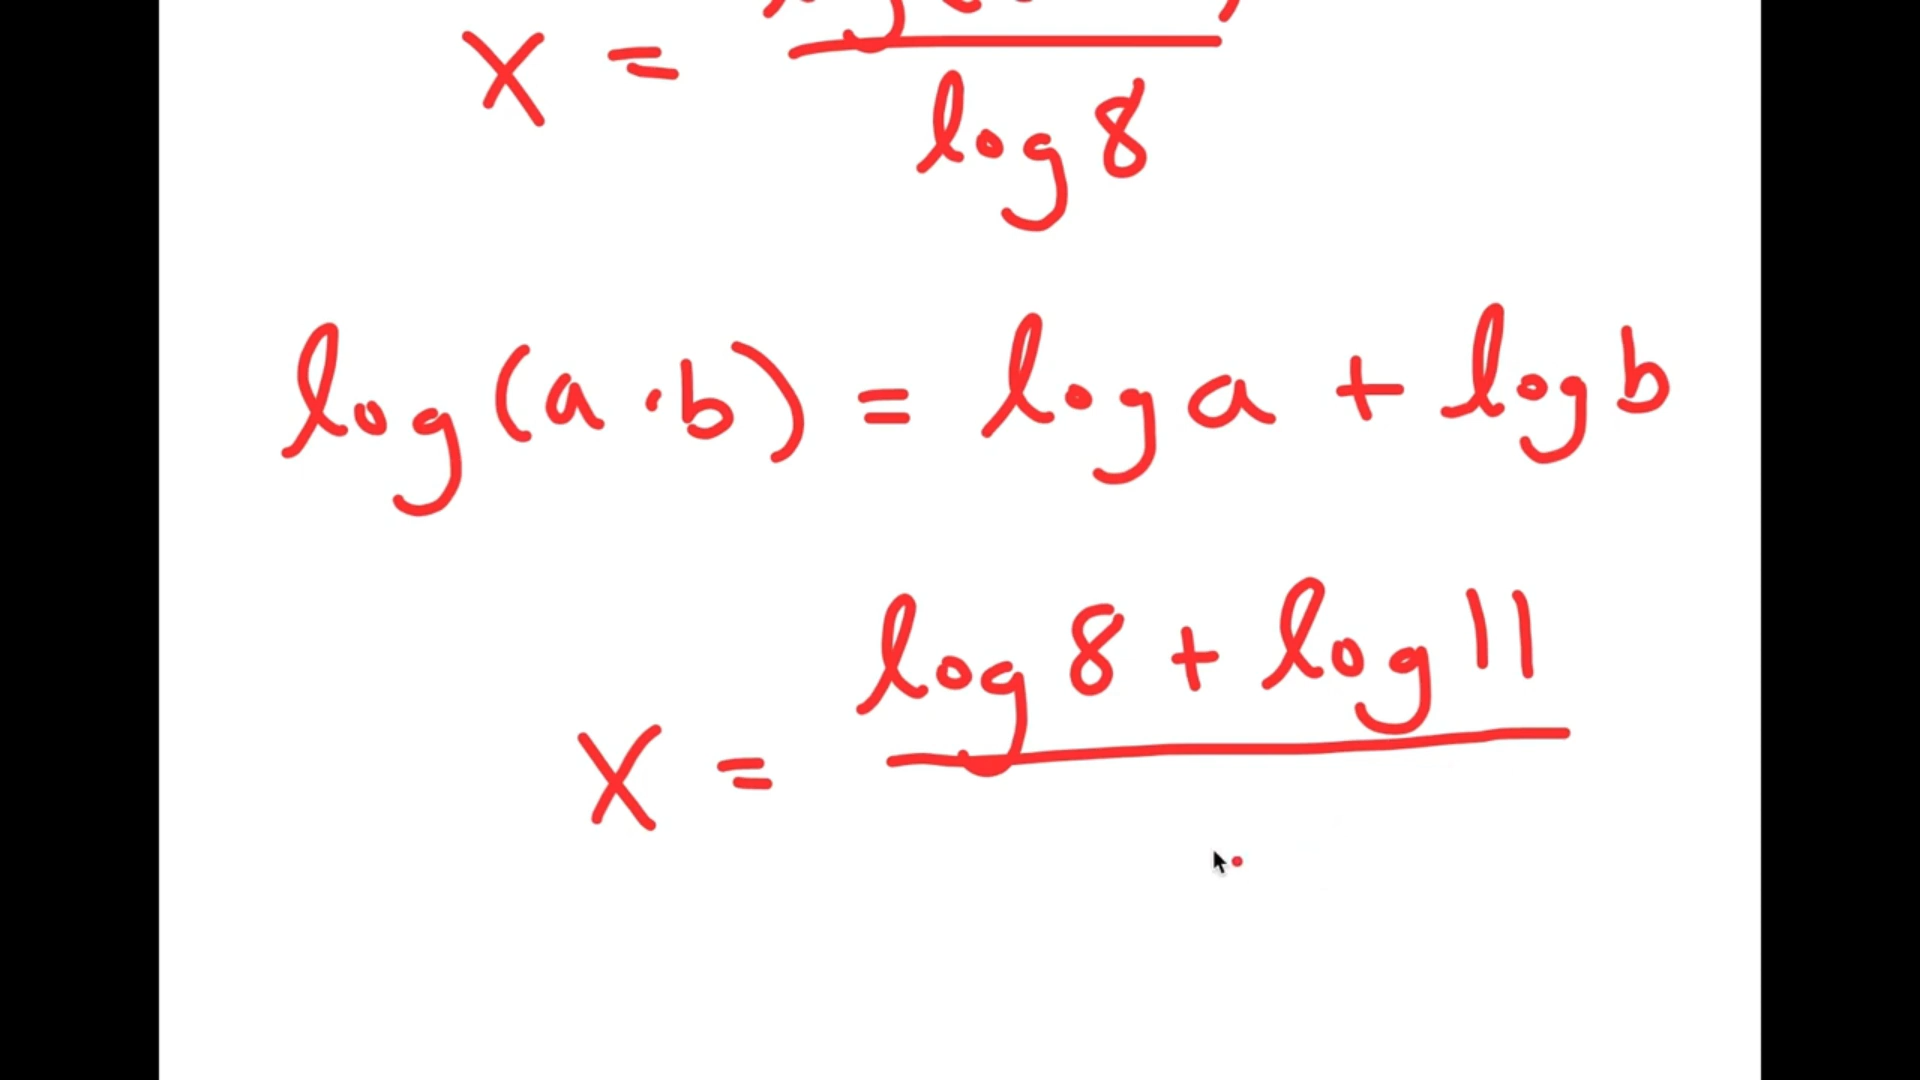 x =
log 8
log(a·b) = log a + log b
log 8 + log 11
x =